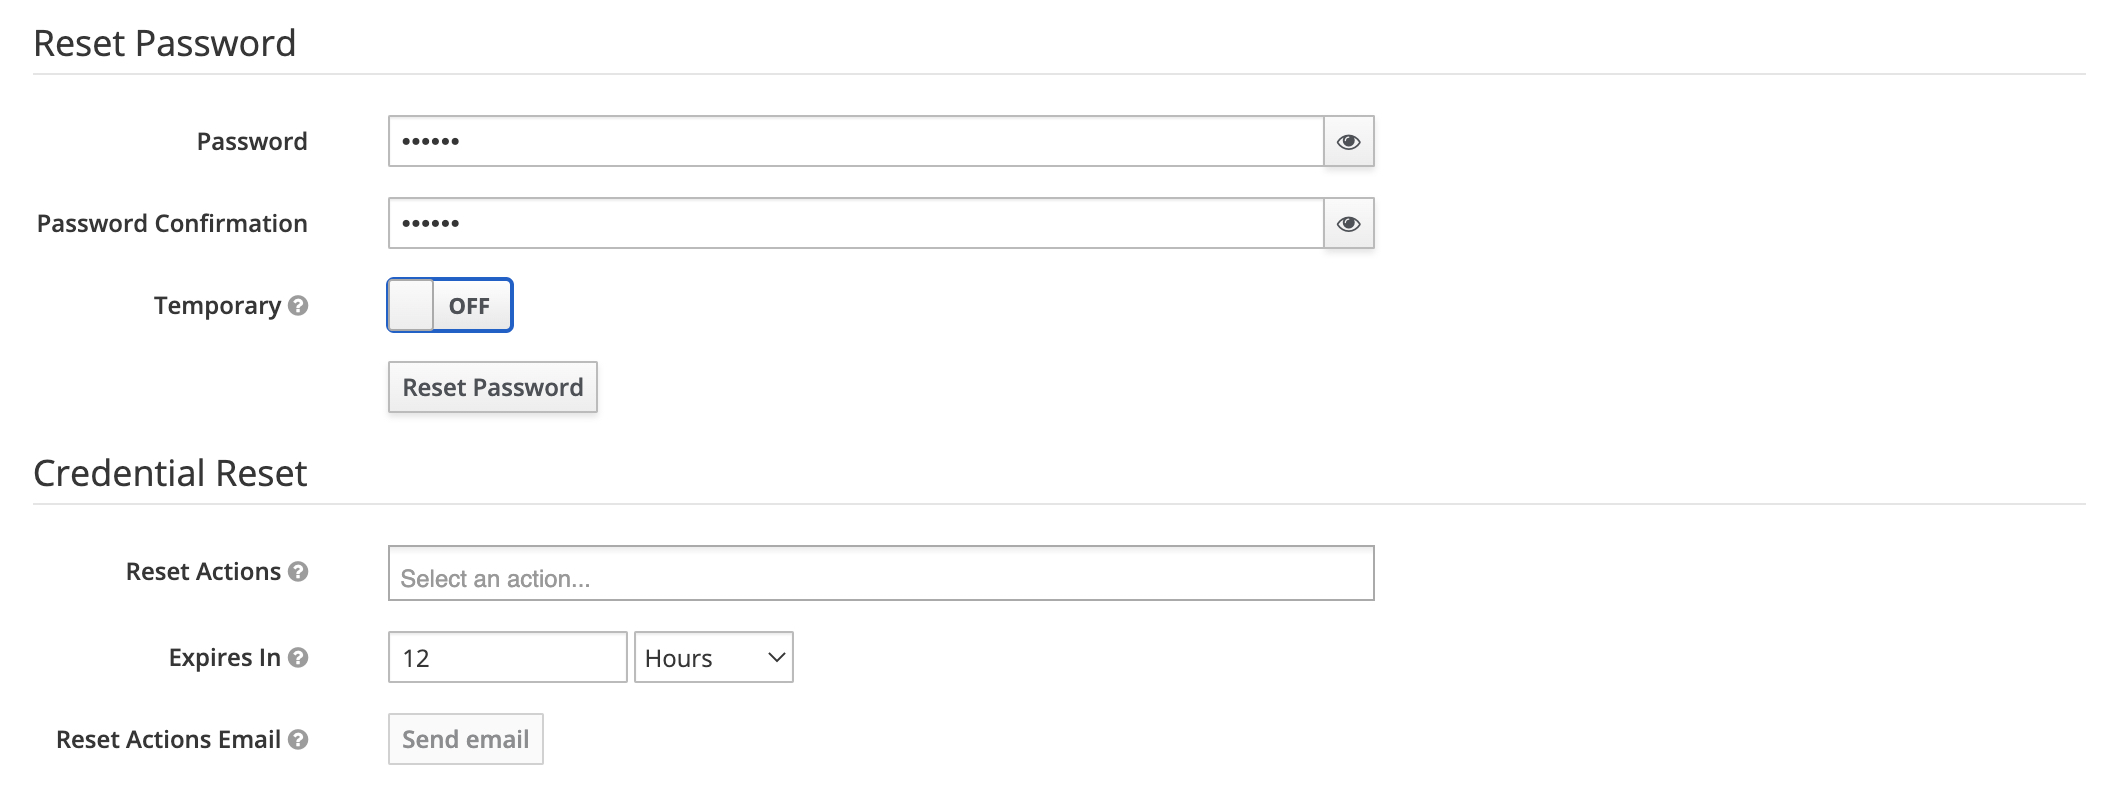 Reset Password
Password ••••••
Password Confirmation ••••••
Temporary OFF
Reset Password
Credential Reset
Reset Actions Select an action...
Expires In 12 Hours
Reset Actions Email Send email